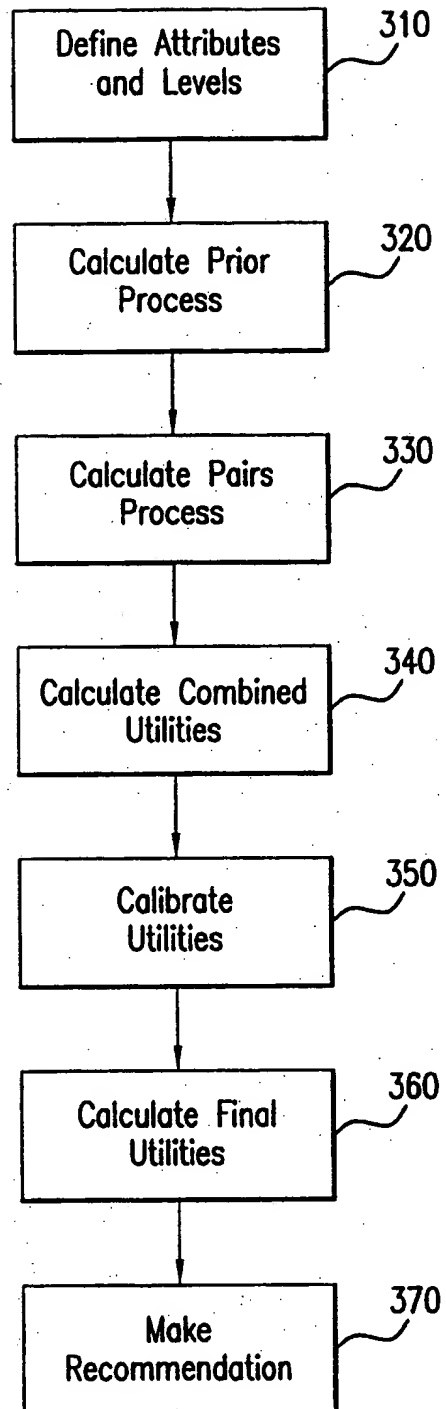 310
Define Attributes
and Levels
320
Calculate Prior
Process
330
Calculate Pairs
Process
340
Calculate Combined
Utilities
350
Calibrate
Utilities
360
Calculate Final
Utilities
370
Make
Recommendation